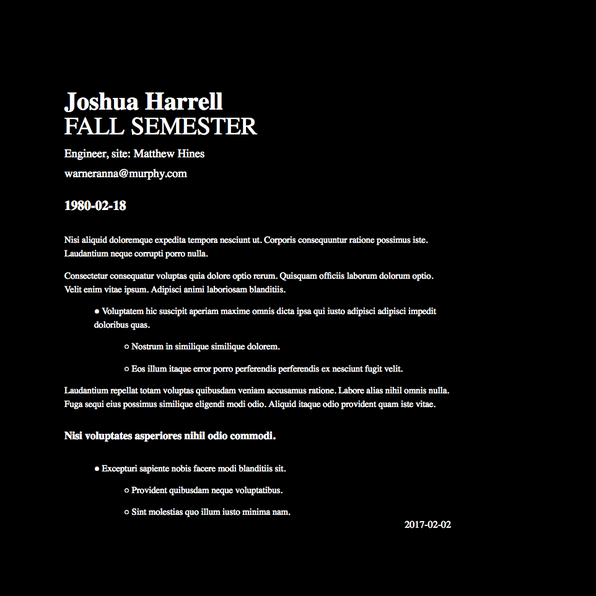 Joshua Harrell
FALL SEMESTER
Engineer, site: Matthew Hines
warneranna@murphy.com
1980-02-18
Nisi aliquid doloremque expedita tempora nesciunt ut. Corporis consequuntur ratione possimus iste.
Laudantium neque corrupti porro nulla.
Consectetur consequatur voluptas quia dolore optio rerum. Quisquam officiis laborum dolorum optio.
Velit enim vitae ipsum. Adipisci animi laboriosam blanditiis.
● Voluptatem hic suscipit aperiam maxime omnis dicta ipsa qui iusto adipisci adipisci impedit
doloribus quas.
○ Nostrum in similique similique dolorem.
○ Eos illum itaque error porro perferendis perferendis ex nesciunt fugit velit.
Laudantium repellat totam voluptas quibusdam veniam accusamus ratione. Labore alias nihil omnis nulla.
Fuga sequi eius possimus similique eligendi modi odio. Aliquid itaque odio provident quam iste vitae.
Nisi voluptates asperiores nihil odio commodi.
● Excepturi sapiente nobis facere modi blanditiis sit.
○ Provident quibusdam neque voluptatibus.
○ Sint molestias quo illum iusto minima nam.
2017-02-02